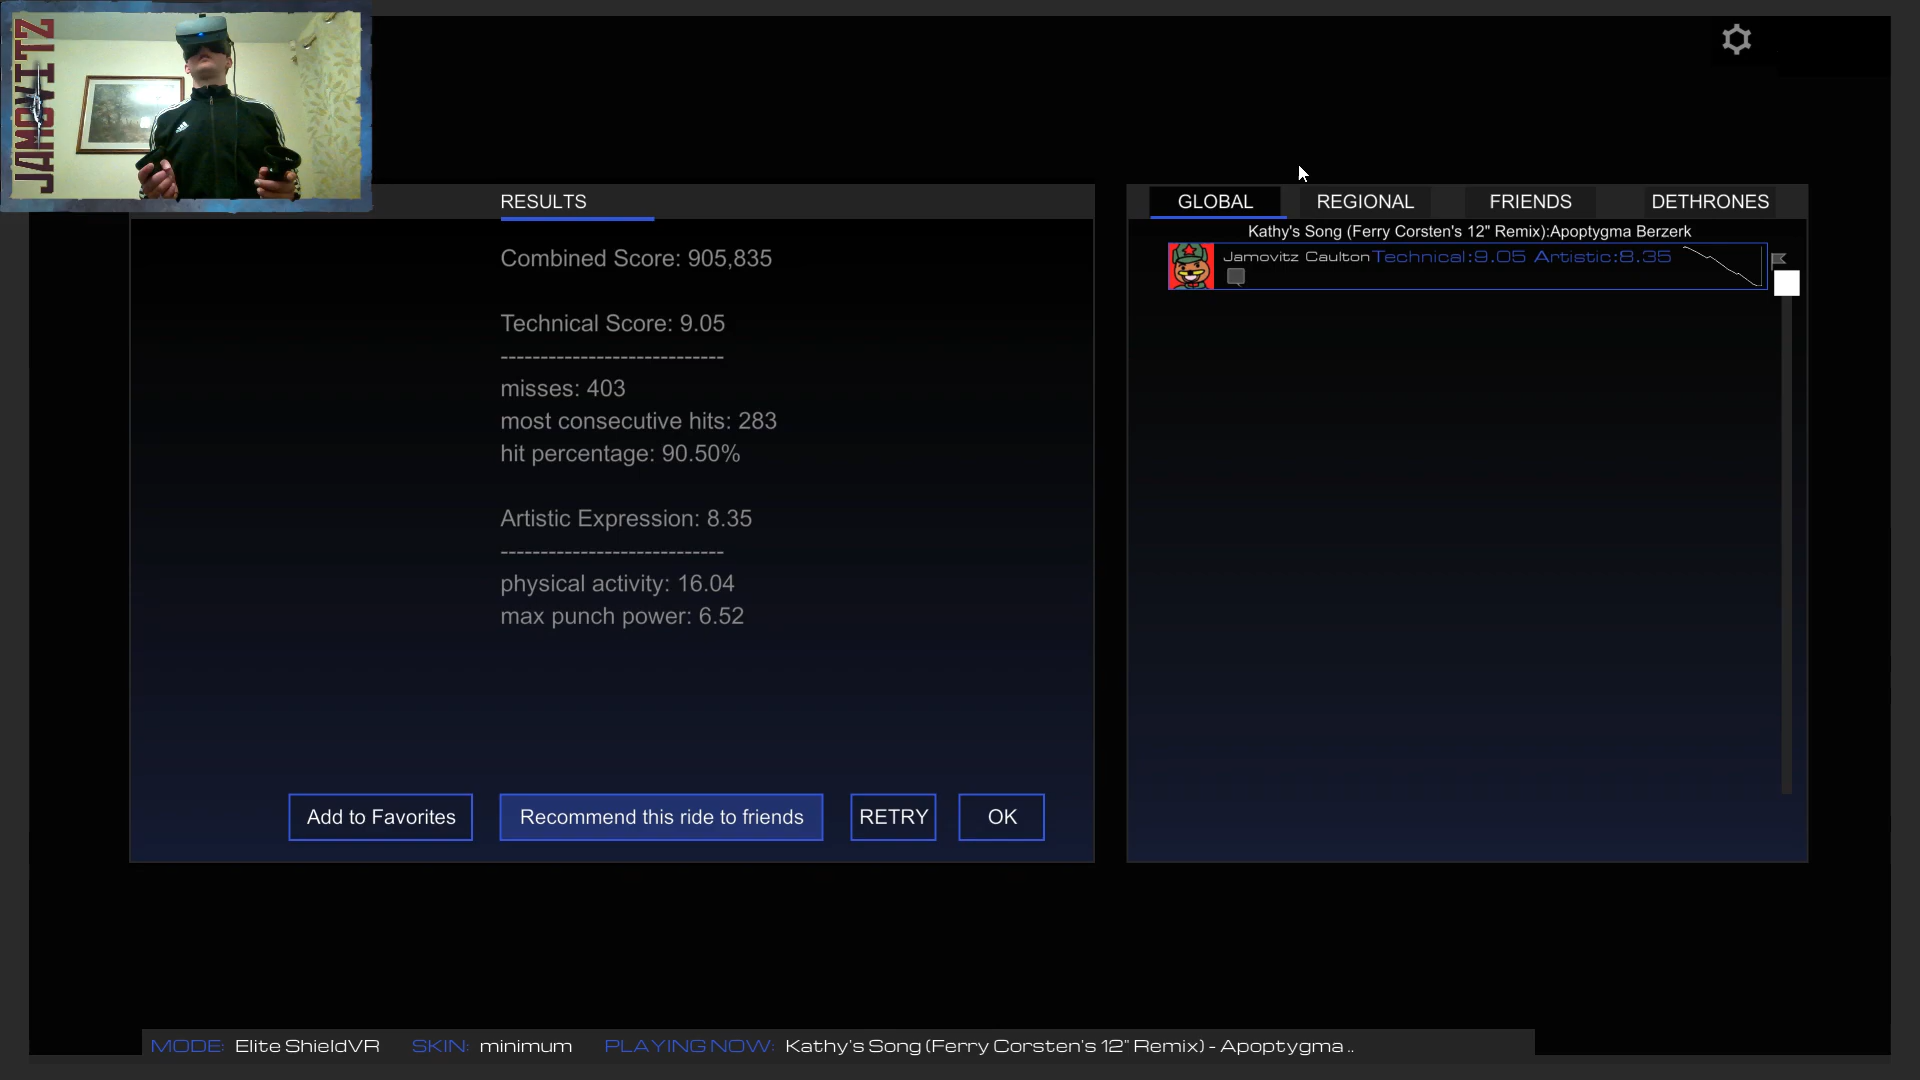 JAMOVITZ
RESULTS
Combined Score: 905,835
Technical Score: 9.05
----------------------------
misses: 403
most consecutive hits: 283
hit percentage: 90.50%
Artistic Expression: 8.35
----------------------------
physical activity: 16.04
max punch power: 6.52
Add to Favorites
Recommend this ride to friends
RETRY
OK
GLOBAL REGIONAL FRIENDS DETHRONES
Kathy's Song (Ferry Corsten's 12" Remix):Apoptygma Berzerk
Jamovitz Caulton Technical:9.05 Artistic:8.35
MODE: Elite ShieldVR SKIN: minimum PLAYING NOW: Kathy's Song (Ferry Corsten's 12" Remix) - Apoptygma ..